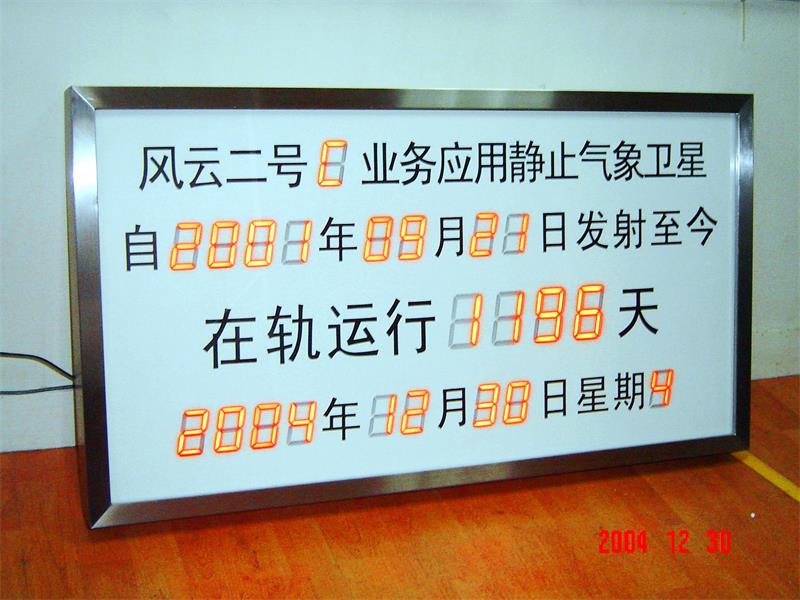 风云二号C业务应用静止气象卫星
自2001年09月21日发射至今
在轨运行1196天
2004年12月30日星期4
2004 12 30